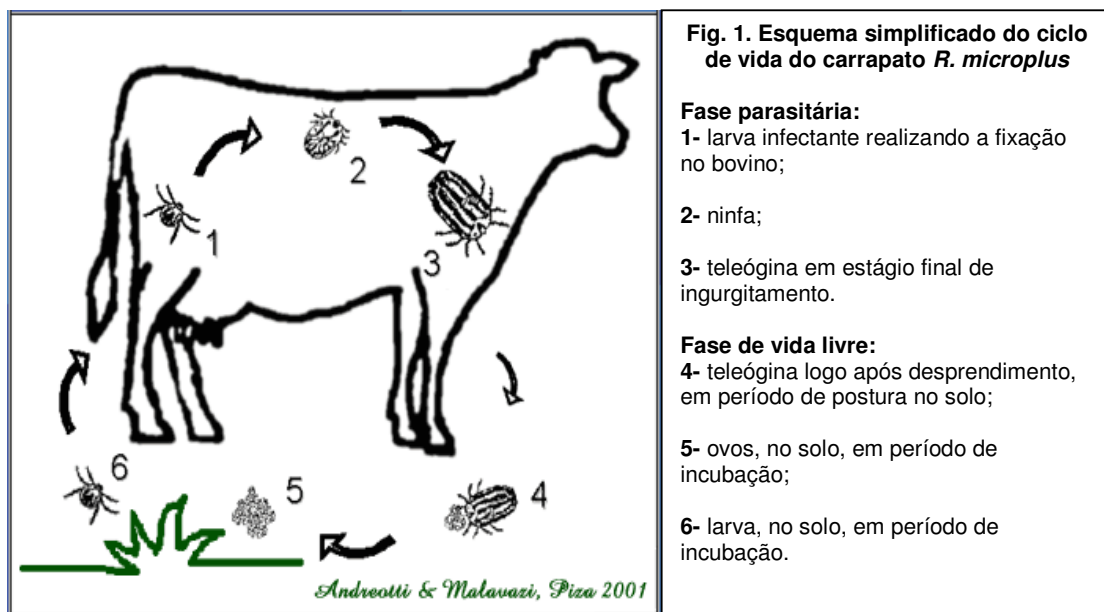 1
2
3
4
5
6
Andreotti & Malavazi, Piza 2001
Fig. 1. Esquema simplificado do ciclo
de vida do carrapato R. microplus
Fase parasitária:
1- larva infectante realizando a fixação
no bovino;
2- ninfa;
3- teleógina em estágio final de
ingurgitamento.
Fase de vida livre:
4- teleógina logo após desprendimento,
em período de postura no solo;
5- ovos, no solo, em período de
incubação;
6- larva, no solo, em período de
incubação.